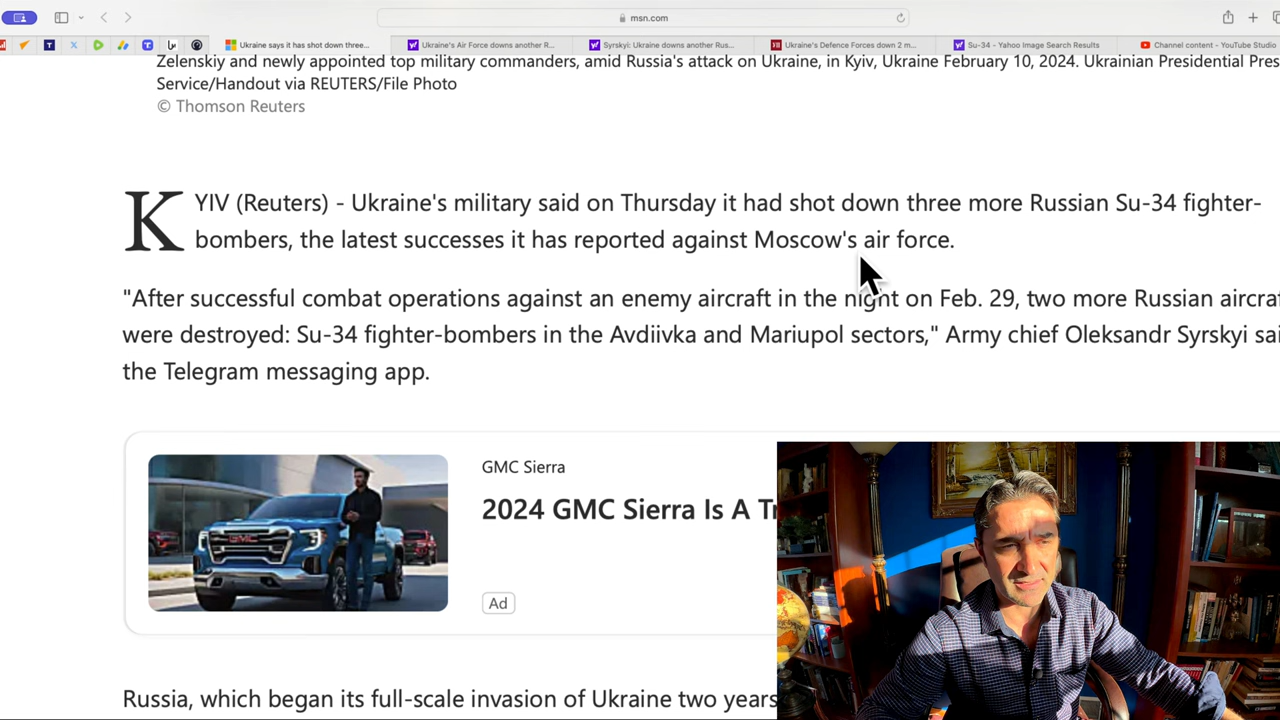 msn.com
Ukraine says it has shot down three...
Ukraine's Air Force downs another R...
Syrskyi: Ukraine downs another Rus...
Ukraine's Defence Forces down 2 m...
Su-34 - Yahoo Image Search Results
Channel content - YouTube Studio
Zelenskiy and newly appointed top military commanders, amid Russia's attack on Ukraine, in Kyiv, Ukraine February 10, 2024. Ukrainian Presidential Pres
Service/Handout via REUTERS/File Photo
© Thomson Reuters
KYIV (Reuters) - Ukraine's military said on Thursday it had shot down three more Russian Su-34 fighter-
bombers, the latest successes it has reported against Moscow's air force.
"After successful combat operations against an enemy aircraft in the night on Feb. 29, two more Russian aircra
were destroyed: Su-34 fighter-bombers in the Avdiivka and Mariupol sectors," Army chief Oleksandr Syrskyi sai
the Telegram messaging app.
GMC Sierra
2024 GMC Sierra Is A Tr
Ad
Russia, which began its full-scale invasion of Ukraine two years